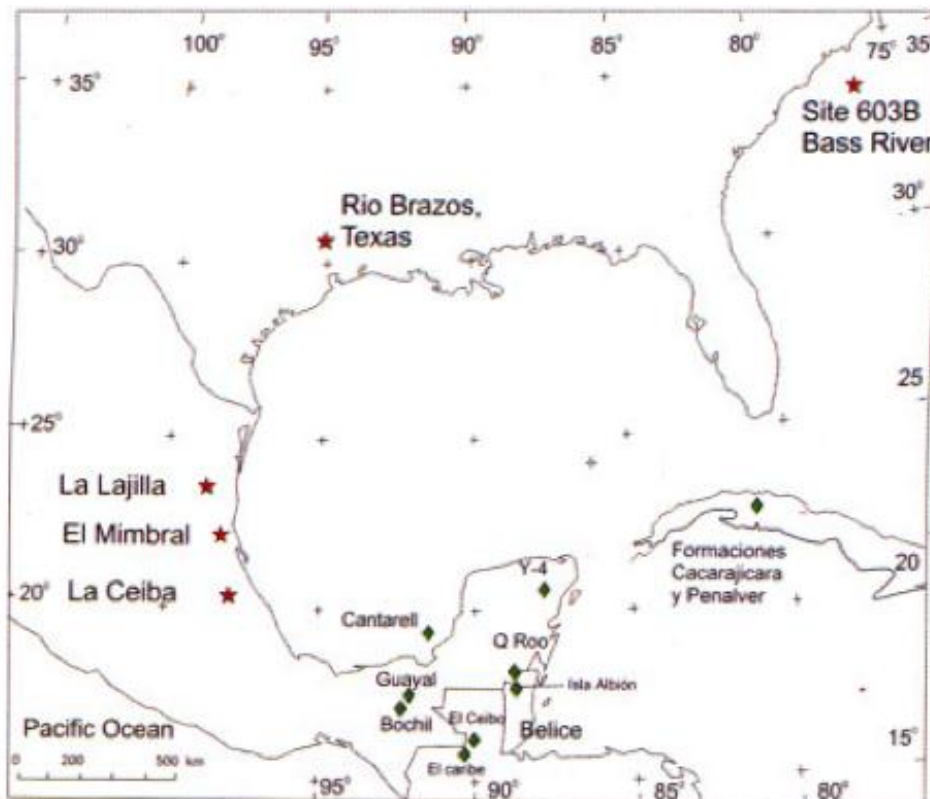 100°
95°
90°
85°
80°
75°
35
35°
Site 603B
Bass River
Rio Brazos,
Texas
30°
30°
25
25°
La Lajilla
El Mimbral
La Ceiba
20°
20
Formaciones
Cacarajicara
y Penalver
Y-4
Cantarell
Q Roo
Isla Albión
Guayal
Bochil
El Ceibo
Belice
El caribe
Pacific Ocean
15°
0 200 500 km
95°
90°
85°
80°